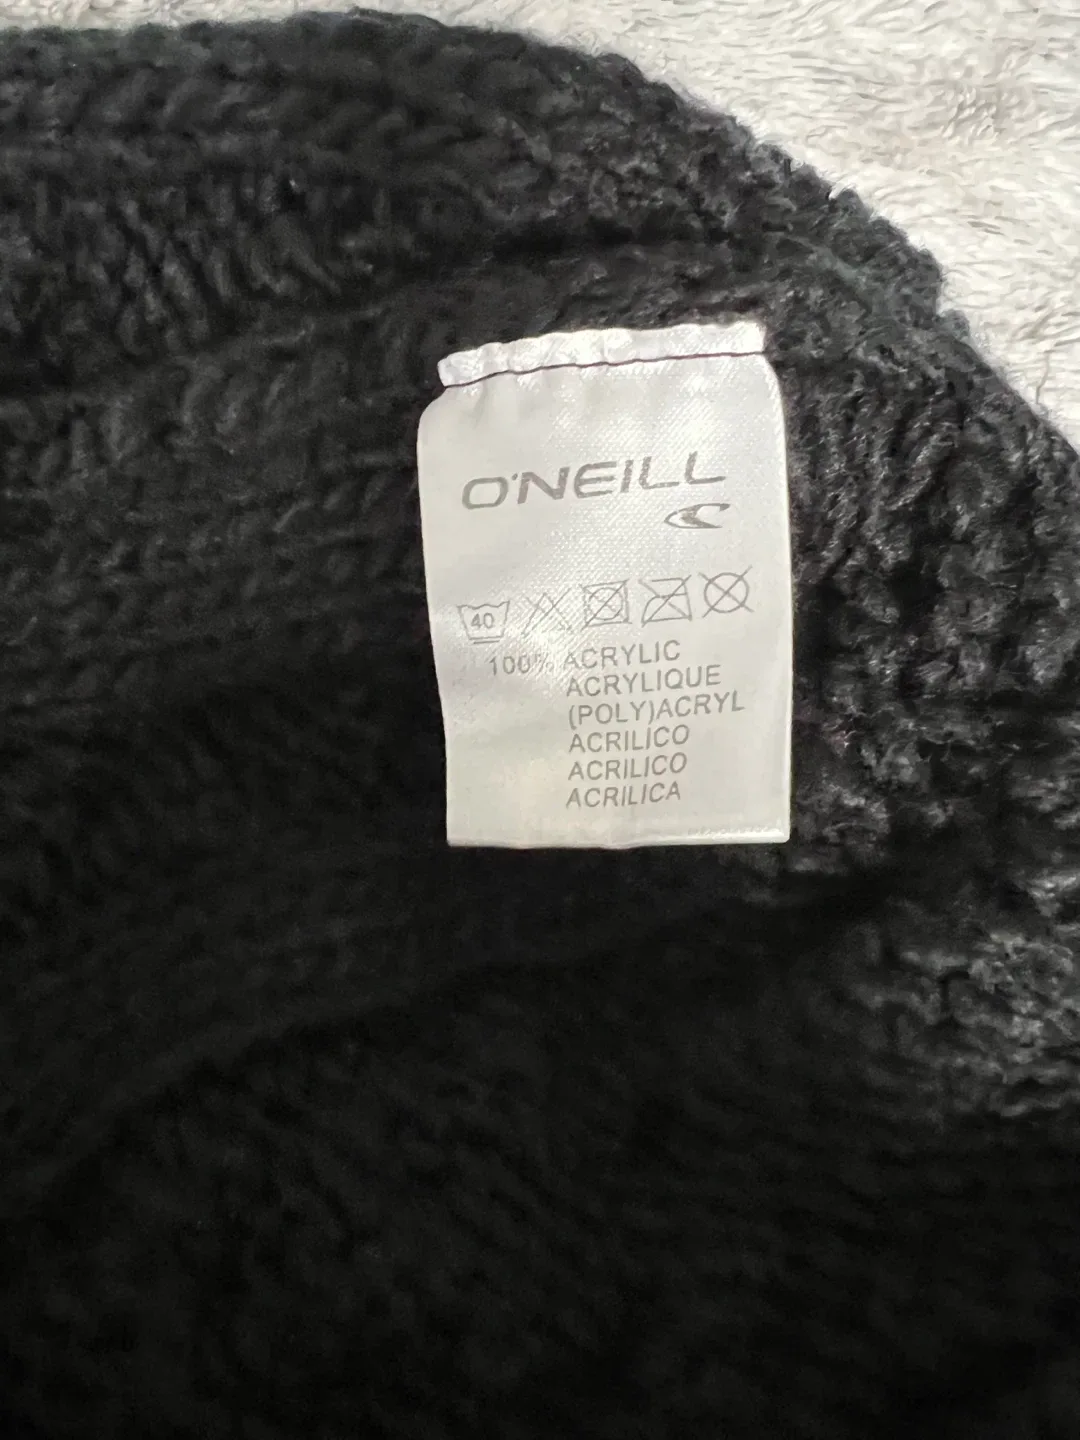 O'NEILL
40
100% ACRYLIC
ACRYLIQUE
(POLY)ACRYL
ACRILICO
ACRILICO
ACRILICA